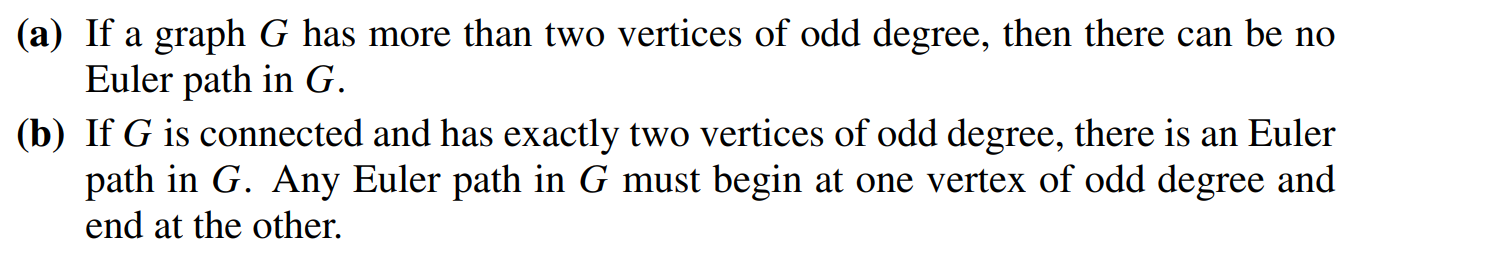 (a) If a graph G has more than two vertices of odd degree, then there can be no
Euler path in G.
(b) If G is connected and has exactly two vertices of odd degree, there is an Euler
path in G. Any Euler path in G must begin at one vertex of odd degree and
end at the other.